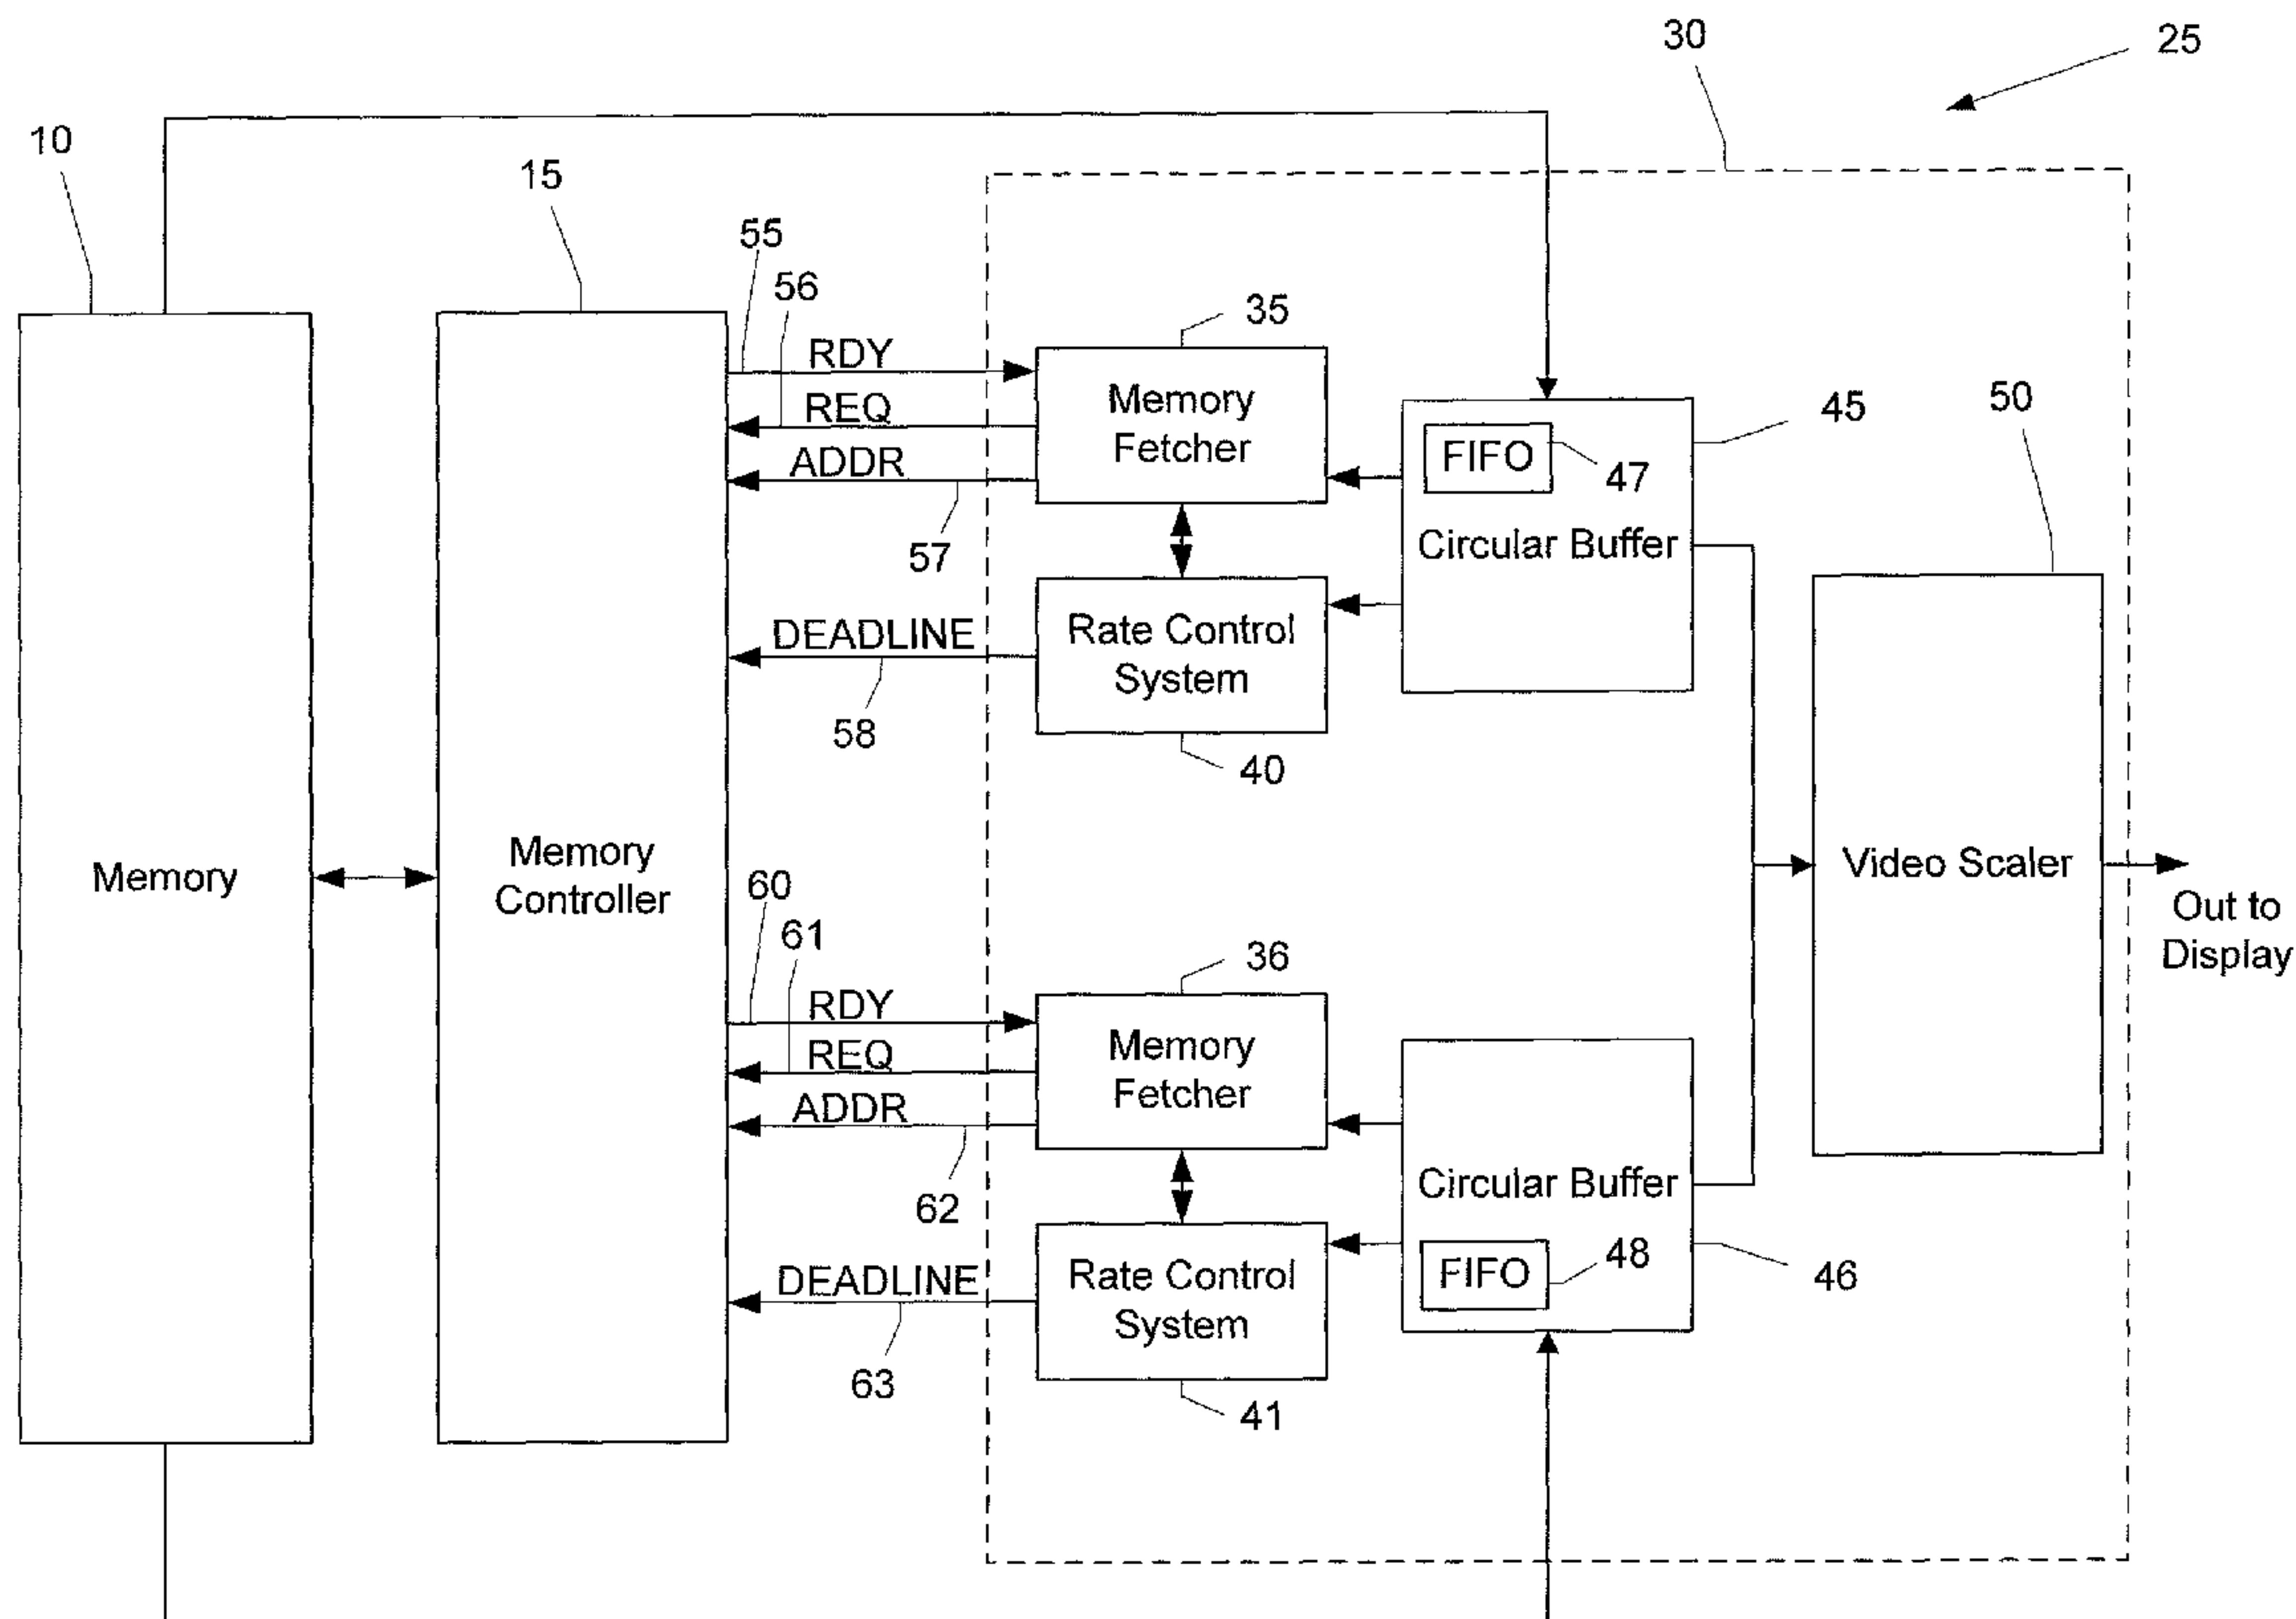 30
25
10
15
55
56
RDY
REQ
ADDR
57
DEADLINE
58
35
Memory
Fetcher
Rate Control
System
40
FIFO
47
Circular Buffer
45
50
Memory
Memory
Controller
Video Scaler
Out to
Display
60
61
RDY
REQ
ADDR
62
DEADLINE
63
36
Memory
Fetcher
Rate Control
System
41
Circular Buffer
FIFO
48
46